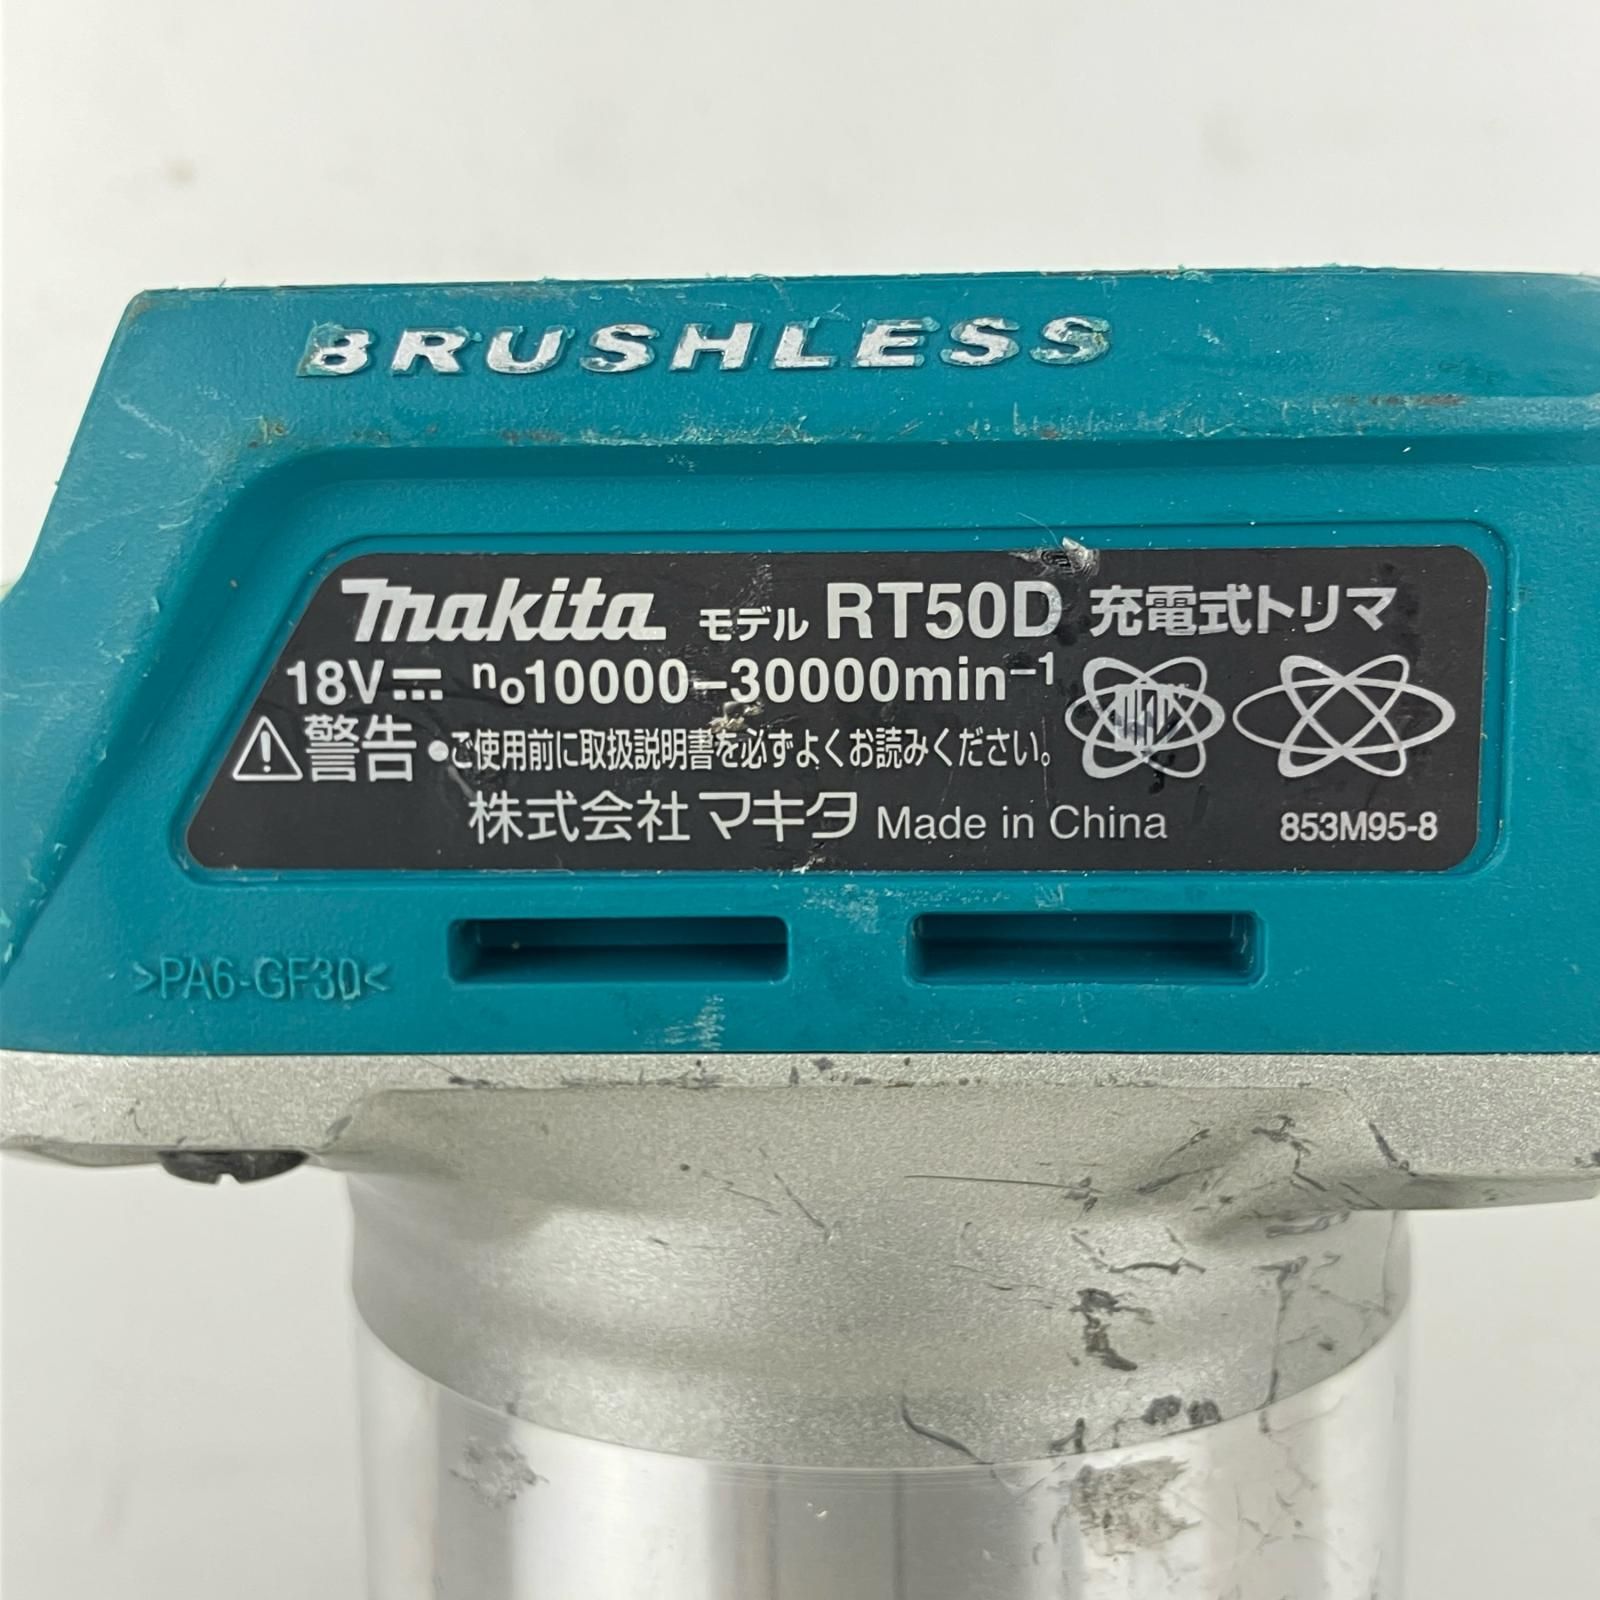 BRUSHLESS
makita モデル RT50D 充電式トリマ
18V⎓ n₀10000-30000min⁻¹
⚠警告 ●ご使用前に取扱説明書を必ずよくお読みください。
株式会社マキタ Made in China 853M95-8
>PA6-GF30<